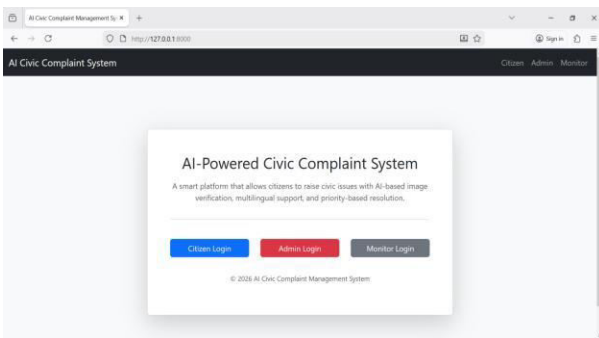 AI Civic Complaint Management Sy
http://127.0.0.1:8000
Sign in
AI Civic Complaint System
Citizen Admin Monitor
AI-Powered Civic Complaint System
A smart platform that allows citizens to raise civic issues with AI-based image
verification, multilingual support, and priority-based resolution.
Citizen Login Admin Login Monitor Login
© 2026 AI Civic Complaint Management System